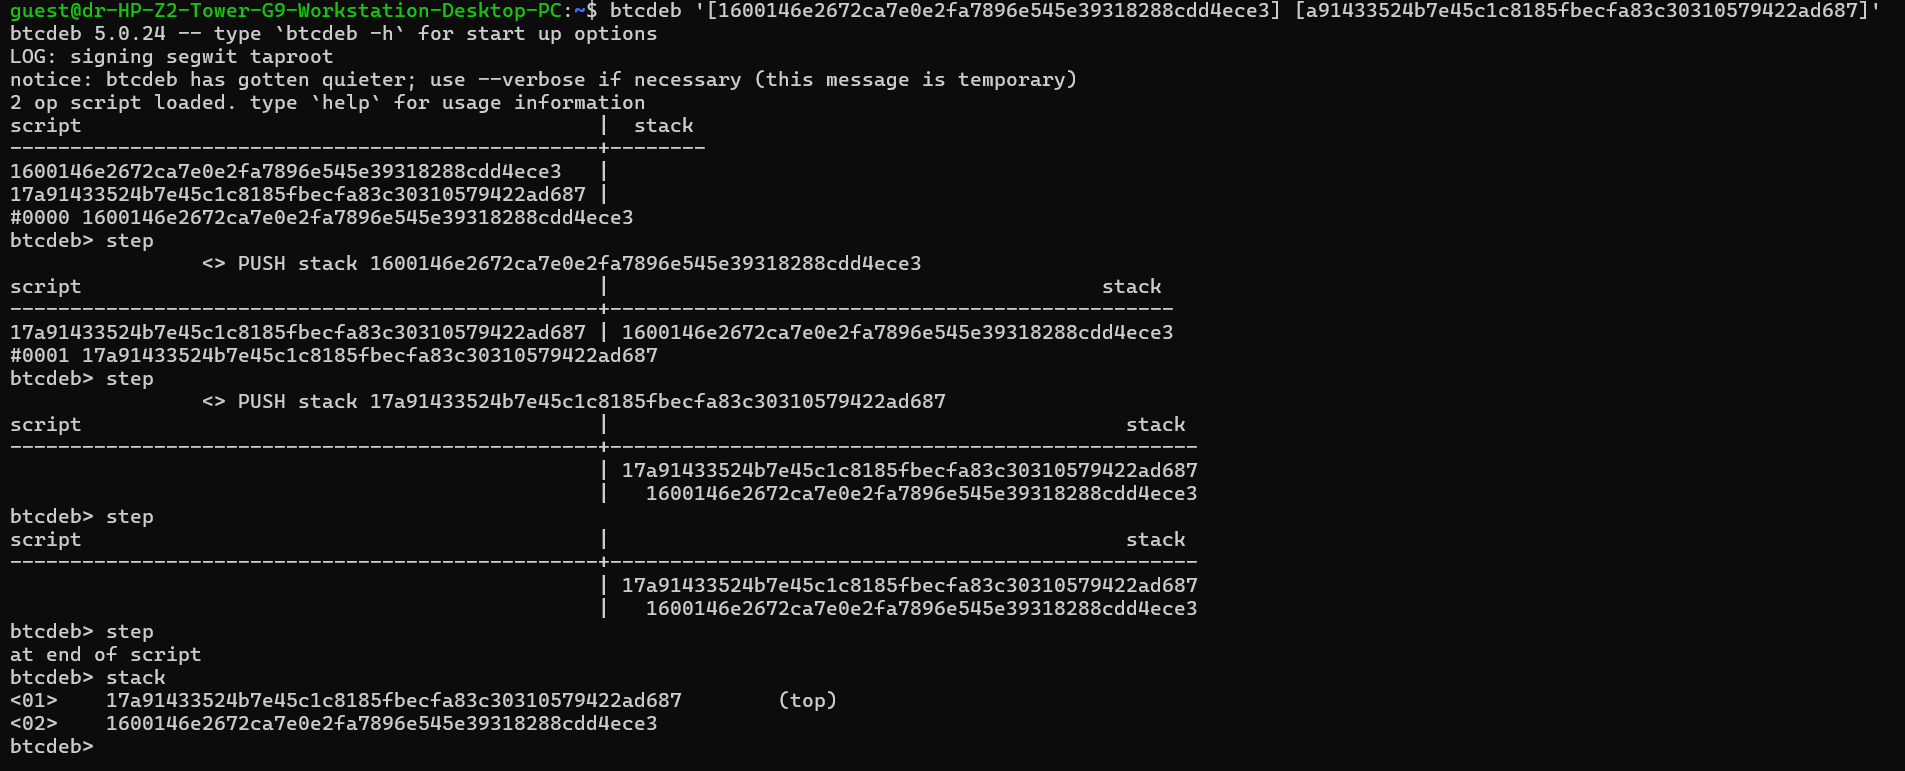 guest@dr-HP-Z2-Tower-G9-Workstation-Desktop-PC:~$ btcdeb '[1600146e2672ca7e0e2fa7896e545e39318288cdd4ece3] [a91433524b7e45c1c8185fbecfa83c30310579422ad687]'
btcdeb 5.0.24 -- type `btcdeb -h` for start up options
LOG: signing segwit taproot
notice: btcdeb has gotten quieter; use --verbose if necessary (this message is temporary)
2 op script loaded. type `help` for usage information
script                                           |  stack
-------------------------------------------------+--------
1600146e2672ca7e0e2fa7896e545e39318288cdd4ece3   |
17a91433524b7e45c1c8185fbecfa83c30310579422ad687 |
#0000 1600146e2672ca7e0e2fa7896e545e39318288cdd4ece3
btcdeb> step
                <> PUSH stack 1600146e2672ca7e0e2fa7896e545e39318288cdd4ece3
script                                           |                                         stack
-------------------------------------------------+-----------------------------------------------
17a91433524b7e45c1c8185fbecfa83c30310579422ad687 | 1600146e2672ca7e0e2fa7896e545e39318288cdd4ece3
#0001 17a91433524b7e45c1c8185fbecfa83c30310579422ad687
btcdeb> step
                <> PUSH stack 17a91433524b7e45c1c8185fbecfa83c30310579422ad687
script                                           |                                           stack
-------------------------------------------------+-------------------------------------------------
                                                 | 17a91433524b7e45c1c8185fbecfa83c30310579422ad687
                                                 |   1600146e2672ca7e0e2fa7896e545e39318288cdd4ece3
btcdeb> step
script                                           |                                           stack
-------------------------------------------------+-------------------------------------------------
                                                 | 17a91433524b7e45c1c8185fbecfa83c30310579422ad687
                                                 |   1600146e2672ca7e0e2fa7896e545e39318288cdd4ece3
btcdeb> step
at end of script
btcdeb> stack
<01>    17a91433524b7e45c1c8185fbecfa83c30310579422ad687        (top)
<02>    1600146e2672ca7e0e2fa7896e545e39318288cdd4ece3
btcdeb>